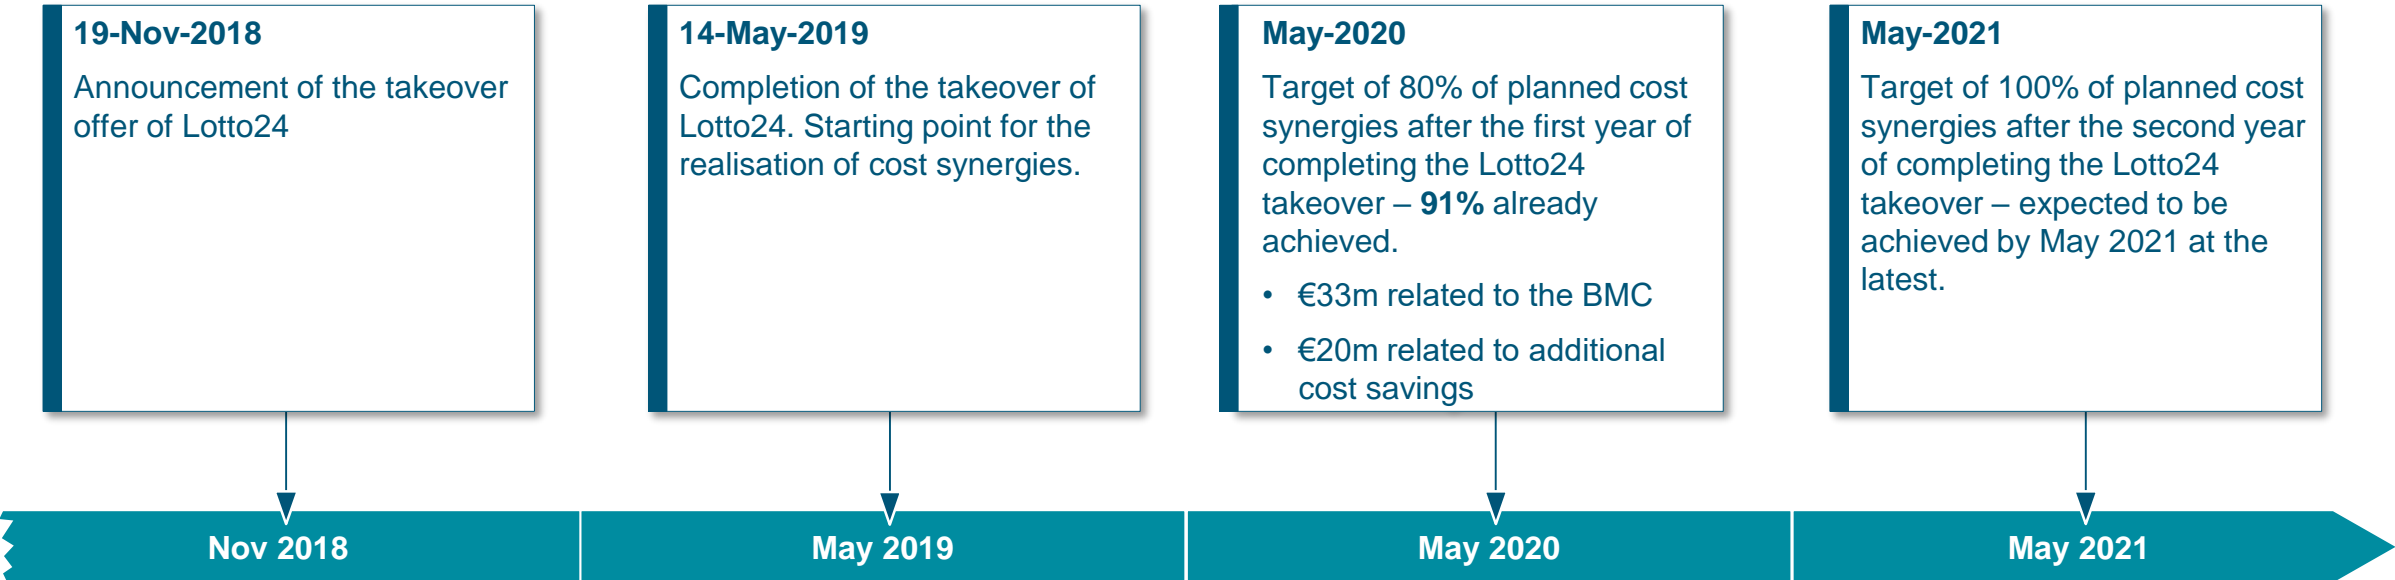 19-Nov-2018
Announcement of the takeover
offer of Lotto24
14-May-2019
Completion of the takeover of
Lotto24. Starting point for the
realisation of cost synergies.
May-2020
Target of 80% of planned cost
synergies after the first year of
completing the Lotto24
takeover – 91% already
achieved.
• €33m related to the BMC
• €20m related to additional
cost savings
May-2021
Target of 100% of planned cost
synergies after the second year
of completing the Lotto24
takeover – expected to be
achieved by May 2021 at the
latest.
Nov 2018
May 2019
May 2020
May 2021